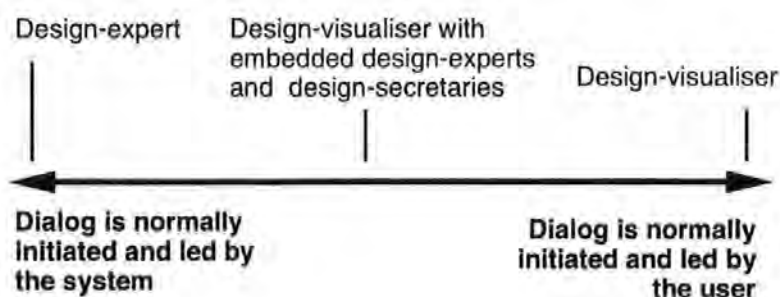 Design-expert
Design-visualiser with
embedded design-experts
and design-secretaries
Design-visualiser
Dialog is normally
initiated and led by
the system
Dialog is normally
initiated and led by
the user